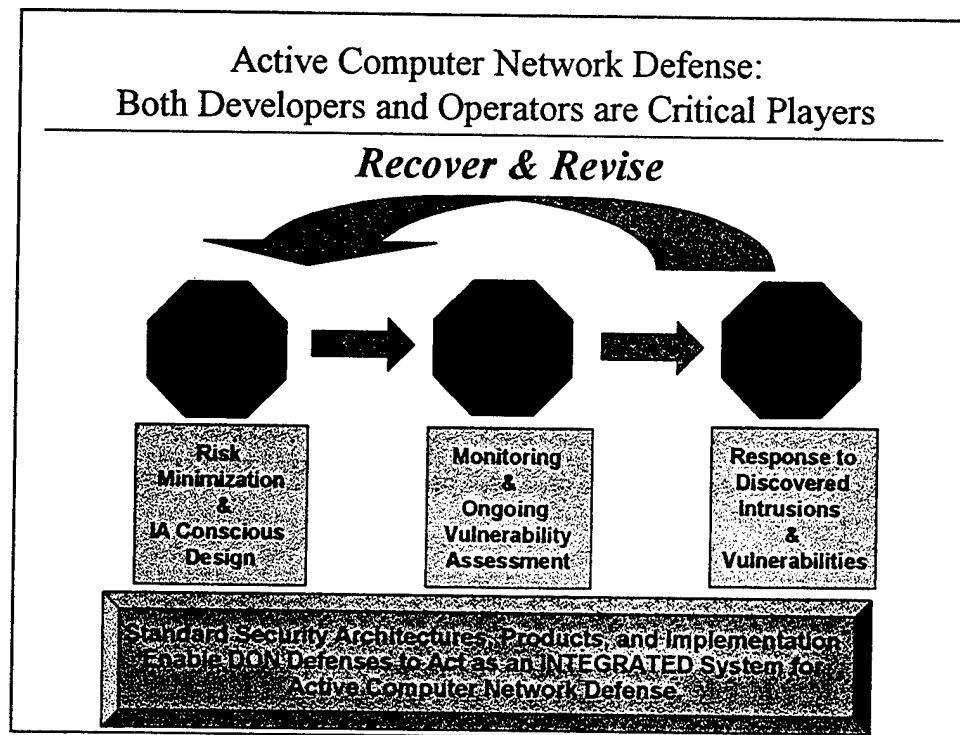 Active Computer Network Defense:
Both Developers and Operators are Critical Players
Recover & Revise
Risk
Minimization
&
IA Conscious
Design
Monitoring
&
Ongoing
Vulnerability
Assessment
Response to
Discovered
Intrusions
&
Vulnerabilities
Standard Security Architectures, Products, and Implementation
Enable DON Defenses to Act as an INTEGRATED System for
Active Computer Network Defense